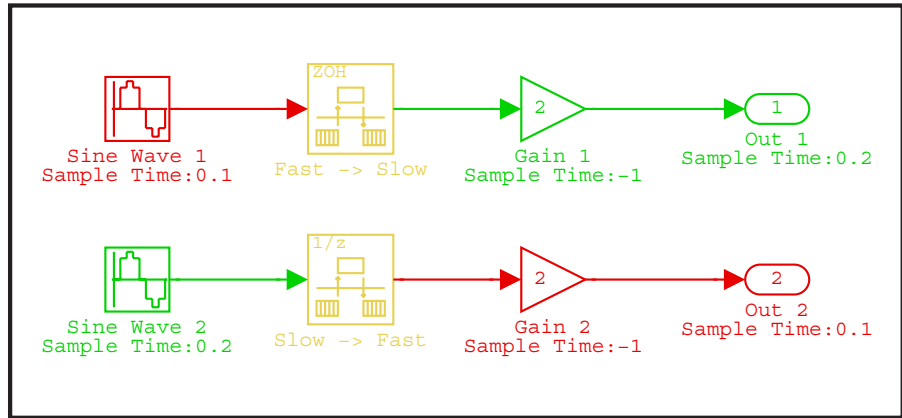 ZOH
2
1
Sine Wave 1
Sample Time:0.1
Fast -> Slow
Gain 1
Sample Time:-1
Out 1
Sample Time:0.2
1/z
2
2
Sine Wave 2
Sample Time:0.2
Slow -> Fast
Gain 2
Sample Time:-1
Out 2
Sample Time:0.1